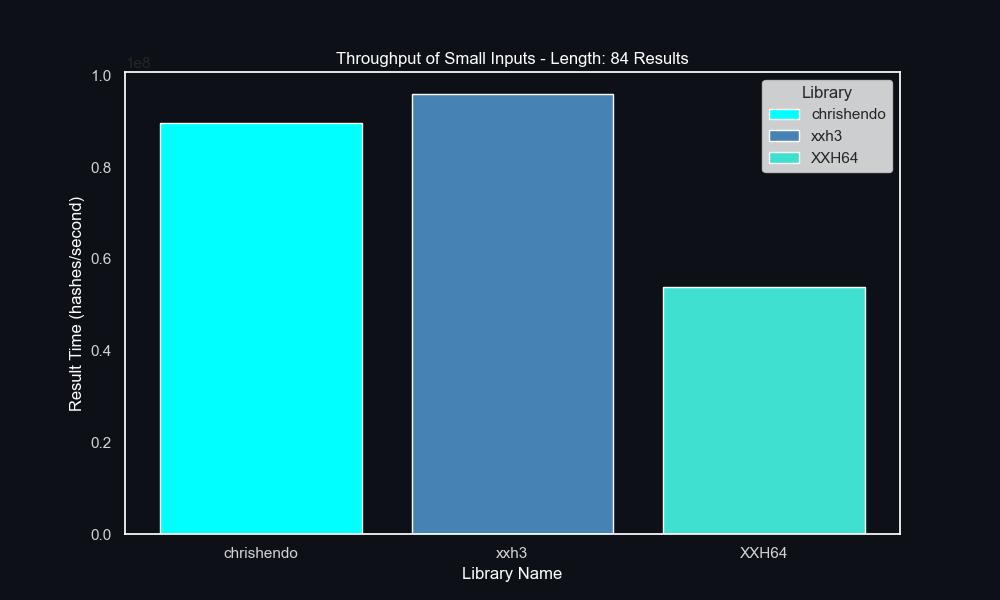 Throughput of Small Inputs - Length: 84 Results
1e8
1.0
0.8
0.6
0.4
0.2
0.0
Result Time (hashes/second)
Library
chrishendo
xxh3
XXH64
chrishendo
xxh3
XXH64
Library Name